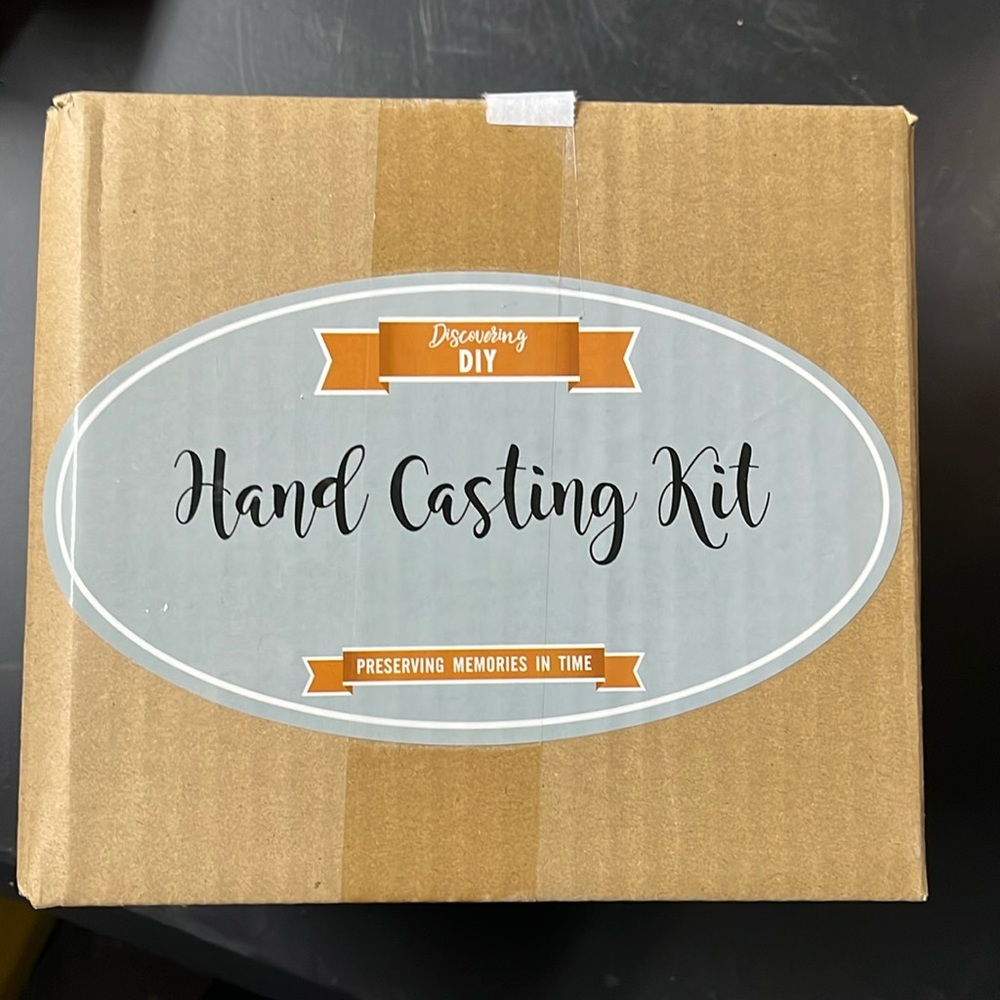 Discovering
DIY
Hand Casting Kit
PRESERVING MEMORIES IN TIME